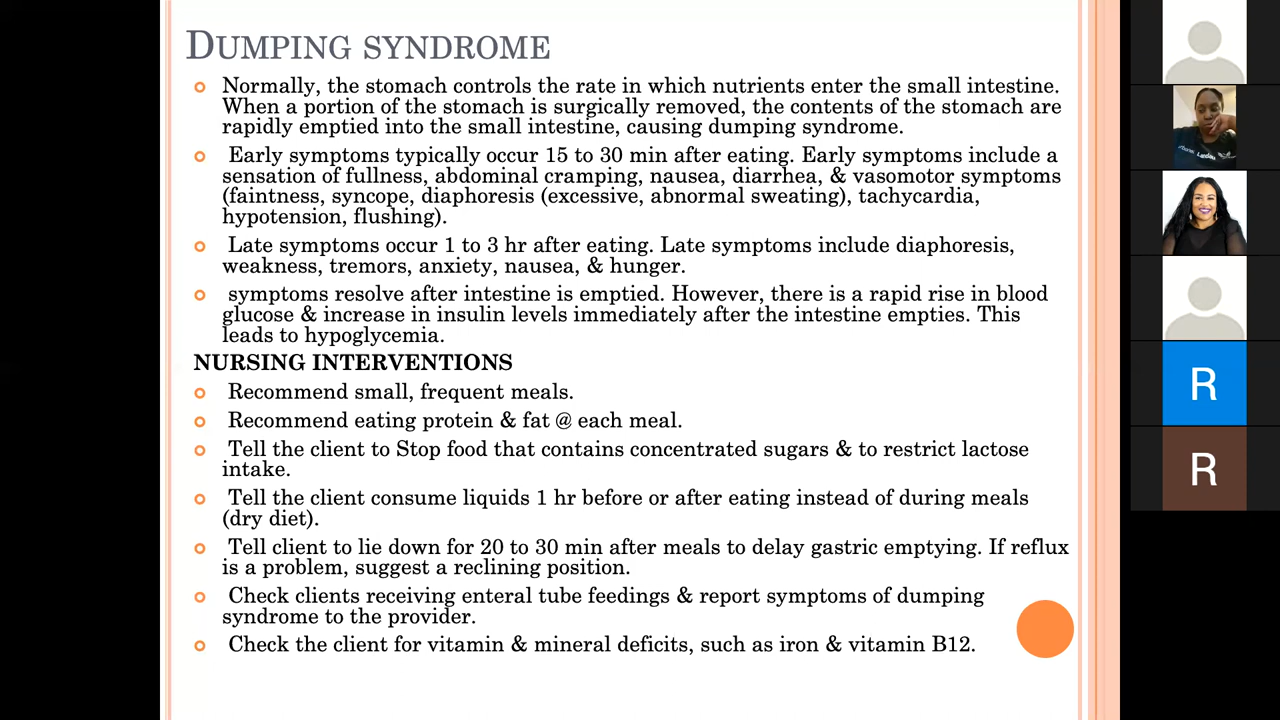 DUMPING SYNDROME
Normally, the stomach controls the rate in which nutrients enter the small intestine.
When a portion of the stomach is surgically removed, the contents of the stomach are
rapidly emptied into the small intestine, causing dumping syndrome.
Early symptoms typically occur 15 to 30 min after eating. Early symptoms include a
sensation of fullness, abdominal cramping, nausea, diarrhea, & vasomotor symptoms
(faintness, syncope, diaphoresis (excessive, abnormal sweating), tachycardia,
hypotension, flushing).
Late symptoms occur 1 to 3 hr after eating. Late symptoms include diaphoresis,
weakness, tremors, anxiety, nausea, & hunger.
symptoms resolve after intestine is emptied. However, there is a rapid rise in blood
glucose & increase in insulin levels immediately after the intestine empties. This
leads to hypoglycemia.
NURSING INTERVENTIONS
Recommend small, frequent meals.
Recommend eating protein & fat @ each meal.
Tell the client to Stop food that contains concentrated sugars & to restrict lactose
intake.
Tell the client consume liquids 1 hr before or after eating instead of during meals
(dry diet).
Tell client to lie down for 20 to 30 min after meals to delay gastric emptying. If reflux
is a problem, suggest a reclining position.
Check clients receiving enteral tube feedings & report symptoms of dumping
syndrome to the provider.
Check the client for vitamin & mineral deficits, such as iron & vitamin B12.
R
R